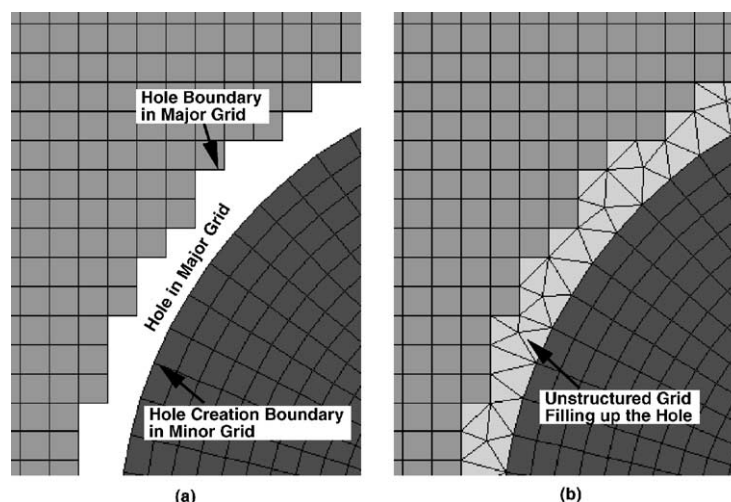 Hole Boundary
in Major Grid
Hole in Major Grid
Hole Creation Boundary
in Minor Grid
(a)
Unstructured Grid
Filling up the Hole
(b)